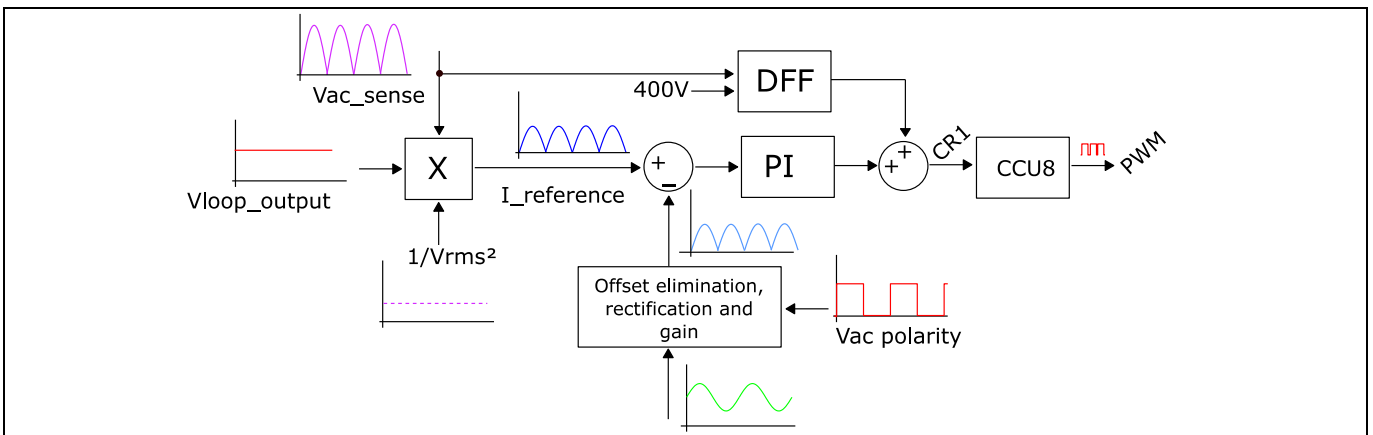 Vac_sense
400V
DFF
Vloop_output
X
I_reference
+
−
PI
+
+
CR1
CCU8
PWM
1/Vrms²
Offset elimination,
rectification and
gain
Vac polarity